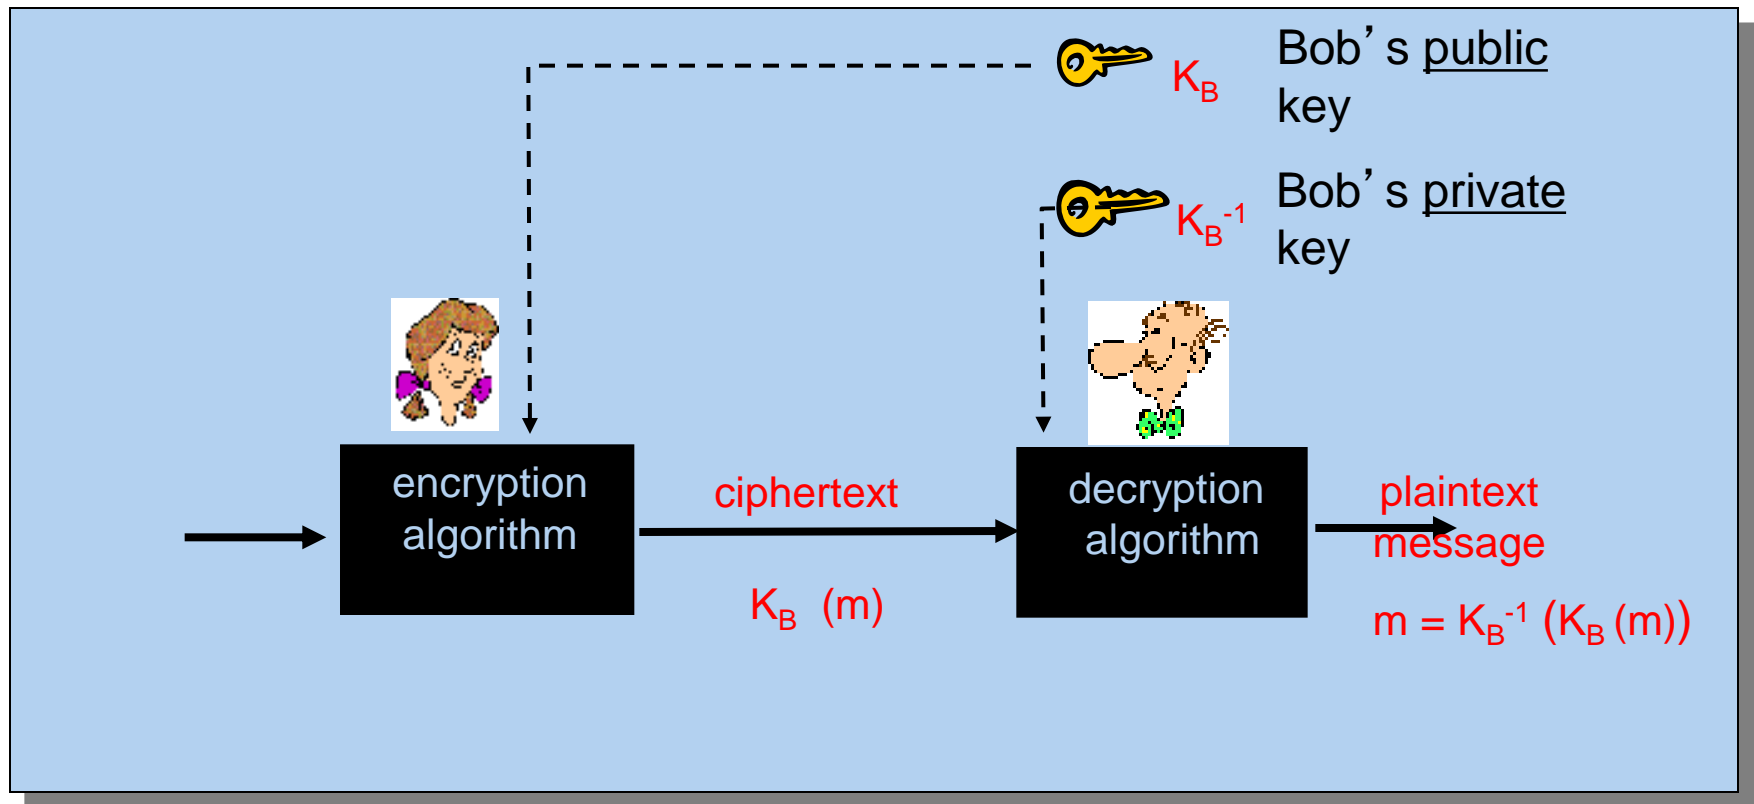 K_B
Bob's public
key
K_B^-1
Bob's private
key
encryption
algorithm
ciphertext
K_B (m)
decryption
algorithm
plaintext
message
m = K_B^-1 (K_B (m))